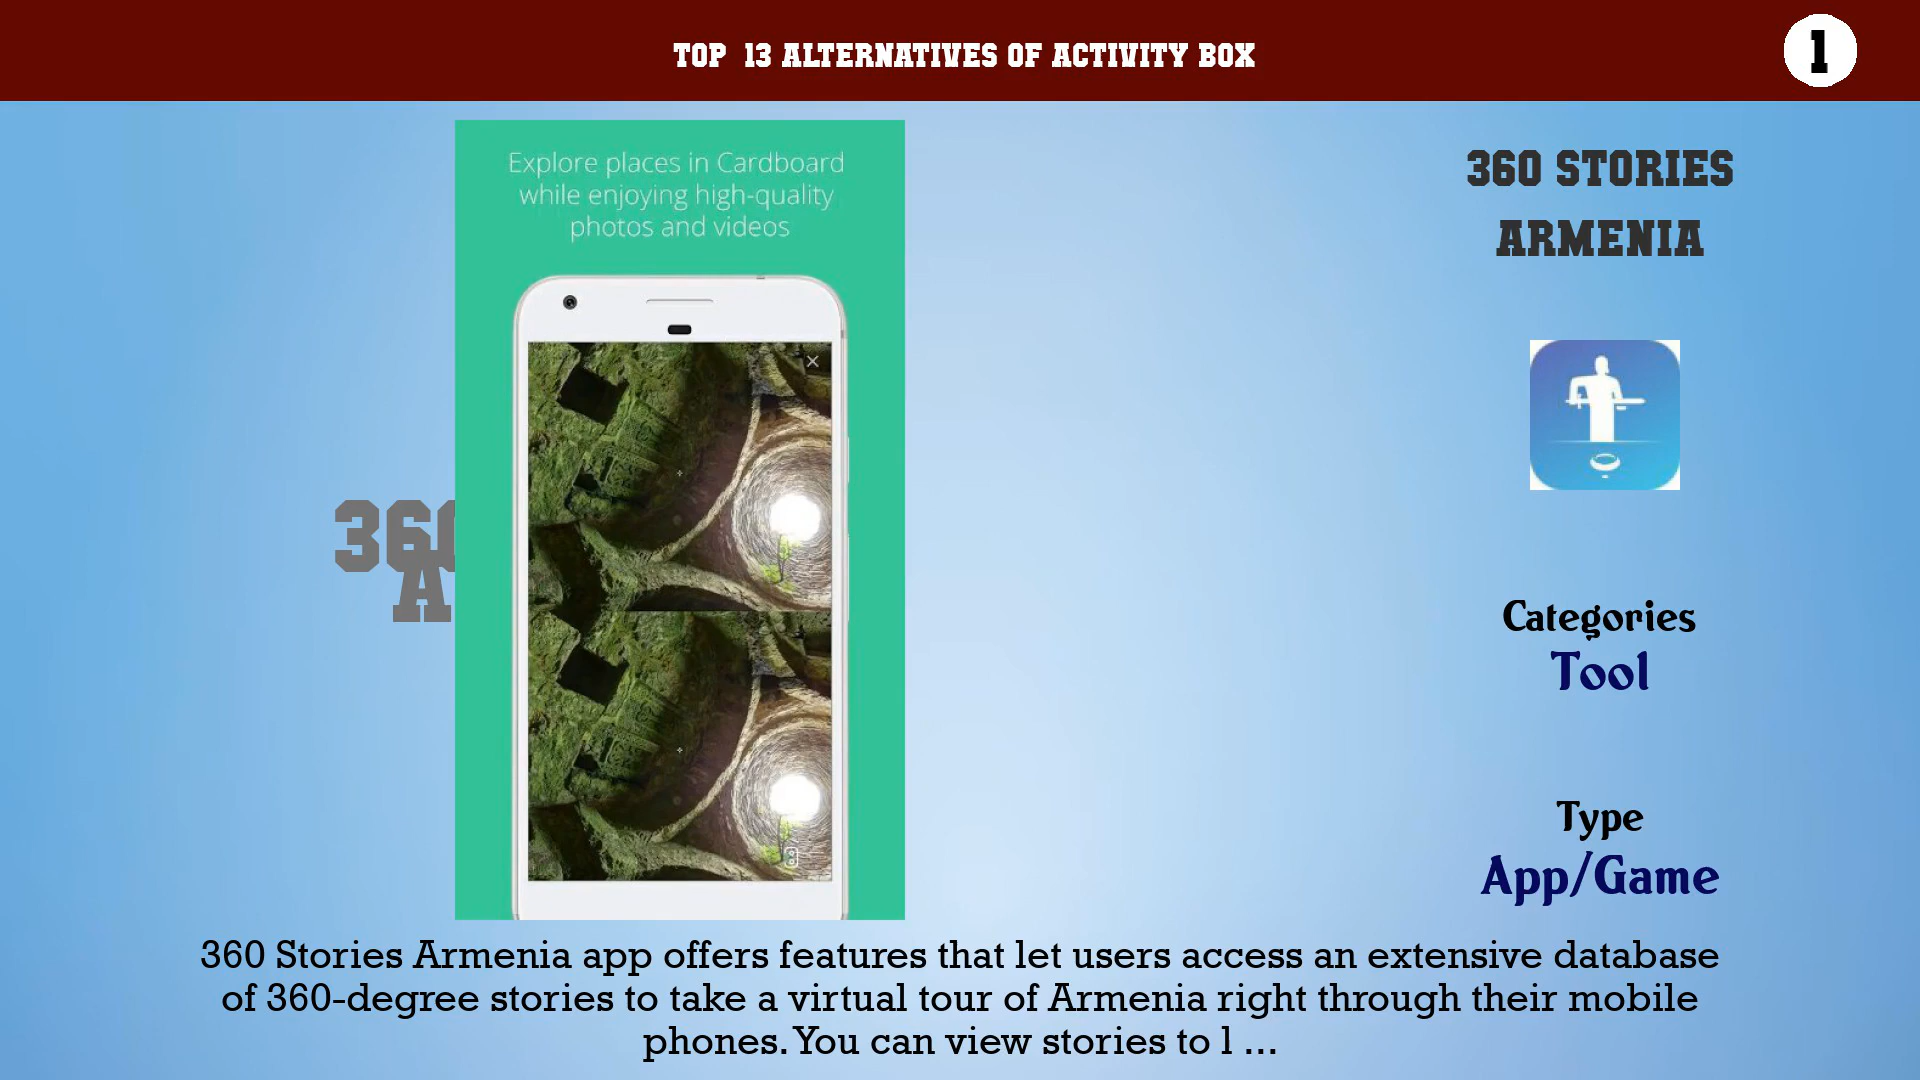 TOP 13 ALTERNATIVES OF ACTIVITY BOX
1
Explore places in Cardboard
while enjoying high-quality
photos and videos
360 STORIES
ARMENIA
360
A
Categories
Tool
Type
App/Game
360 Stories Armenia app offers features that let users access an extensive database
of 360-degree stories to take a virtual tour of Armenia right through their mobile
phones. You can view stories to l ...